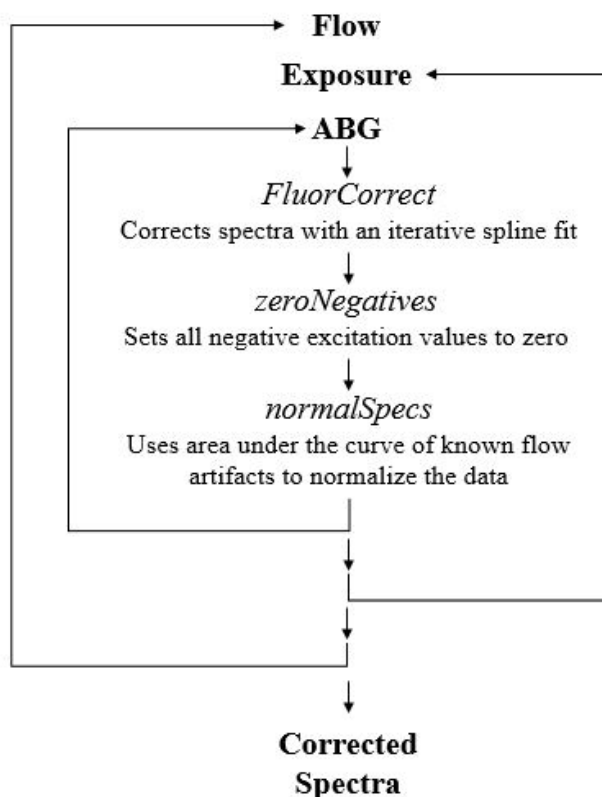 Flow
Exposure
ABG
FluorCorrect
Corrects spectra with an iterative spline fit
zeroNegatives
Sets all negative excitation values to zero
normalSpecs
Uses area under the curve of known flow
artifacts to normalize the data
Corrected
Spectra